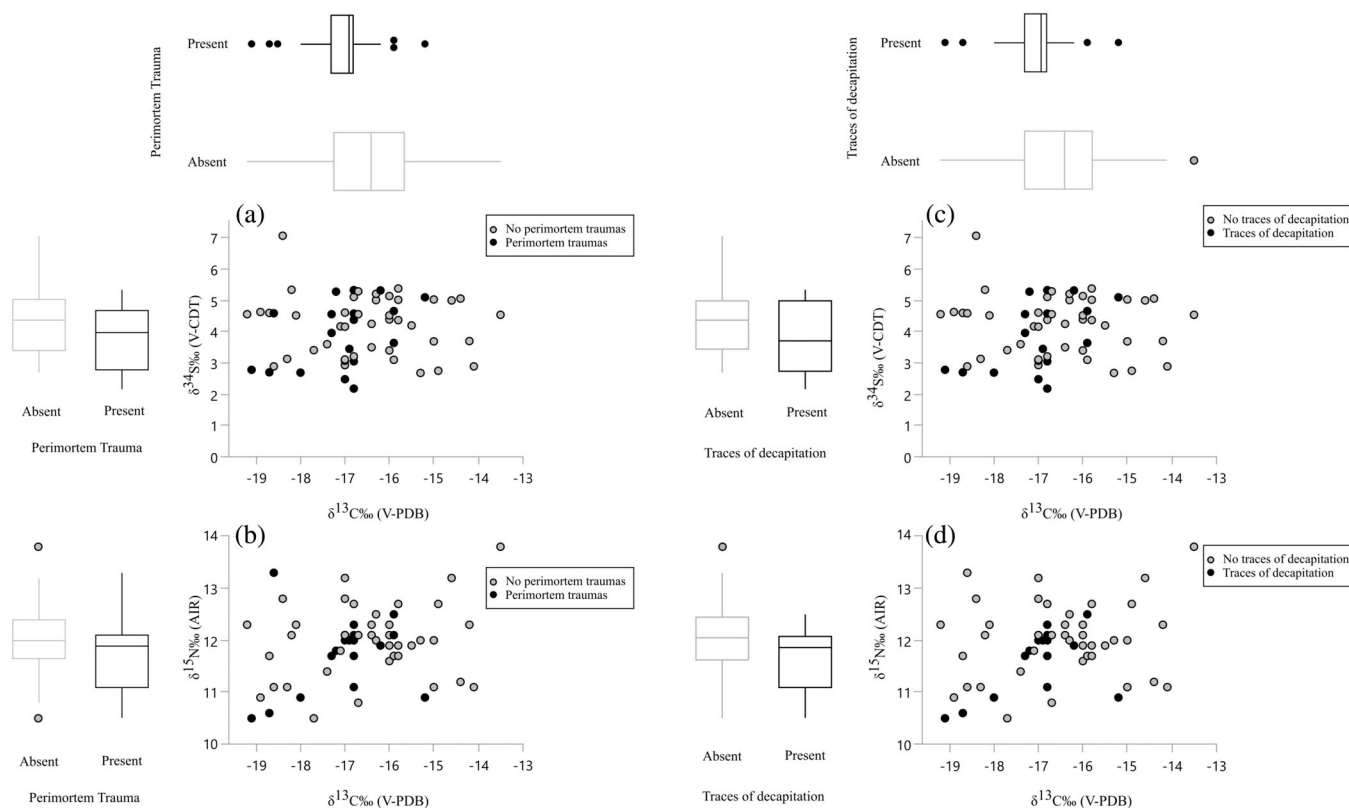 Perimortem Trauma
Present
Absent
Traces of decapitation
Present
Absent
(a)
No perimortem traumas
Perimortem traumas
7
6
5
4
3
2
1
0
δ34S‰ (V-CDT)
-19 -18 -17 -16 -15 -14 -13
δ13C‰ (V-PDB)
Absent Present
Perimortem Trauma
(c)
No traces of decapitation
Traces of decapitation
7
6
5
4
3
2
1
0
δ34S‰ (V-CDT)
-19 -18 -17 -16 -15 -14 -13
δ13C‰ (V-PDB)
Absent Present
Traces of decapitation
(b)
No perimortem traumas
Perimortem traumas
14
13
12
11
10
δ15N‰ (AIR)
-19 -18 -17 -16 -15 -14 -13
δ13C‰ (V-PDB)
Absent Present
Perimortem Trauma
(d)
No traces of decapitation
Traces of decapitation
14
13
12
11
10
δ15N‰ (AIR)
-19 -18 -17 -16 -15 -14 -13
δ13C‰ (V-PDB)
Absent Present
Traces of decapitation